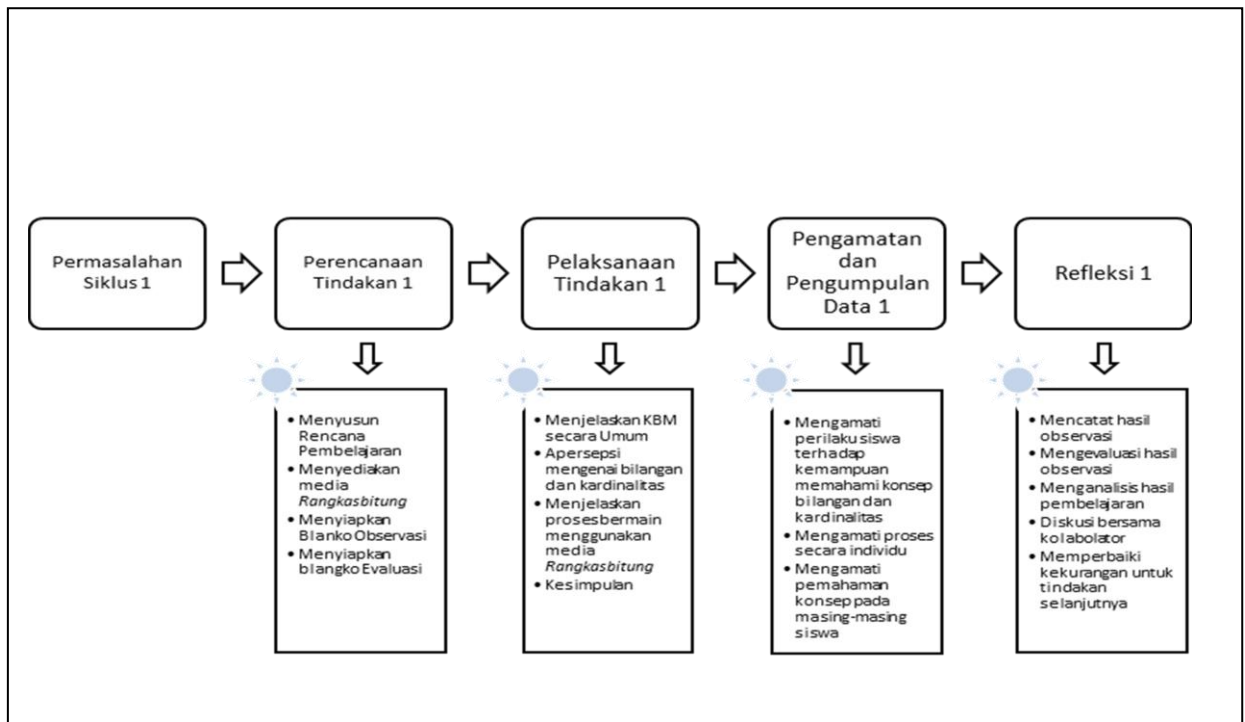 Permasalahan
Siklus 1
Perencanaan
Tindakan 1
Pelaksanaan
Tindakan 1
Pengamatan
dan
Pengumpulan
Data 1
Refleksi 1
• Menyusun
Rencana
Pembelajaran
• Menyediakan
media
Rangkasbitung
• Menyiapkan
Blanko Observasi
• Menyiapkan
blangko Evaluasi
• Menjelaskan KBM
secara Umum
• Apersepsi
mengenai bilangan
dan kardinalitas
• Menjelaskan
prosesbermain
menggunakan
media
Rangkasbitung
• Kesimpulan
• Mengamati
perilaku siswa
terhadap
kemampuan
memahami konsep
bilangan dan
kardinalitas
• Mengamati proses
secara individu
• Mengamati
pemahaman
konsep pada
masing-masing
siswa
• Mencatat hasil
observasi
• Mengevaluasi hasil
observasi
• Menganalisis hasil
pembelajaran
• Diskusi bersama
kolabolator
• Memperbaiki
kekurangan untuk
tindakan
selanjutnya